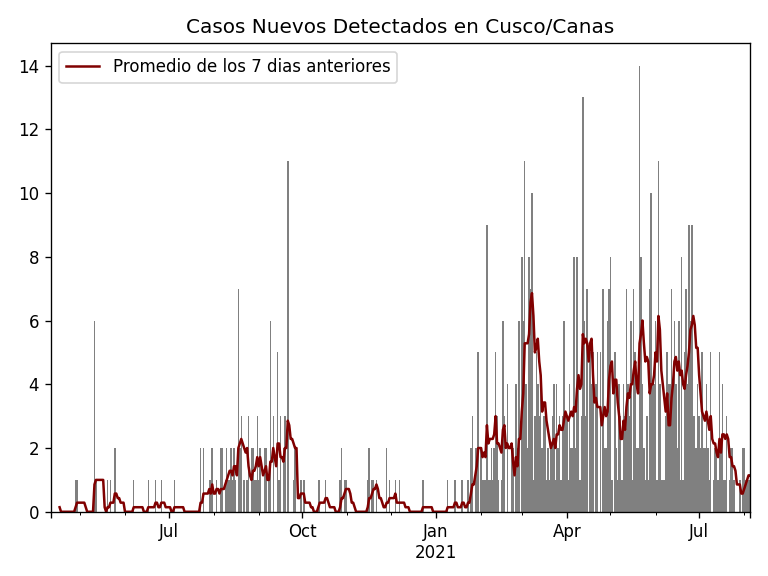 Casos Nuevos Detectados en Cusco/Canas
Promedio de los 7 dias anteriores
14
12
10
8
6
4
2
0
Jul
Oct
Jan
2021
Apr
Jul